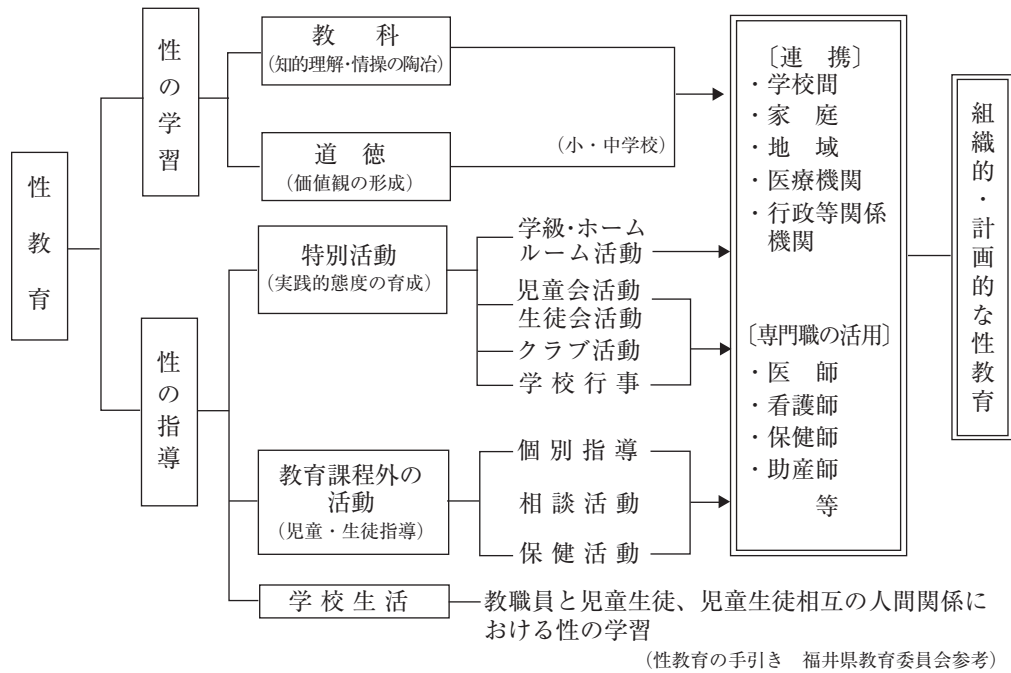 性教育
性の学習
教　科
（知的理解・情操の陶冶）
道　徳
（価値観の形成）
（小・中学校）
性の指導
特別活動
（実践的態度の育成）
学級・ホーム
ルーム活動
児童会活動
生徒会活動
クラブ活動
学校行事
教育課程外の
活動
（児童・生徒指導）
個別指導
相談活動
保健活動
学校生活
教職員と児童生徒、児童生徒相互の人間関係に
おける性の学習
〔連　携〕
・学校間
・家　庭
・地　域
・医療機関
・行政等関係
機関
〔専門職の活用〕
・医　師
・看護師
・保健師
・助産師
等
組織的・計画的な性教育
（性教育の手引き　福井県教育委員会参考）